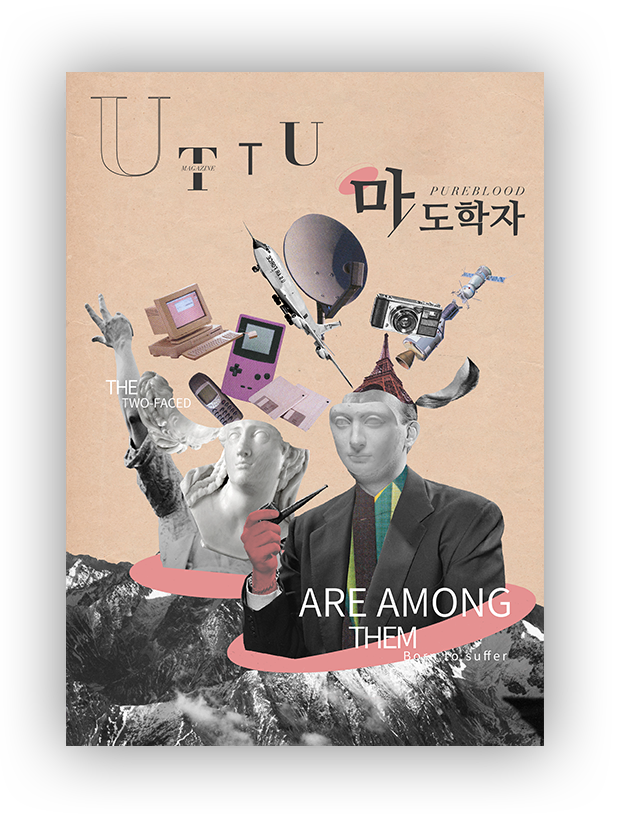 UTTU
MAGAZINE
PUREBLOOD
마도학자
THE
TWO-FACED
ARE AMONG
THEM
Born to suffer